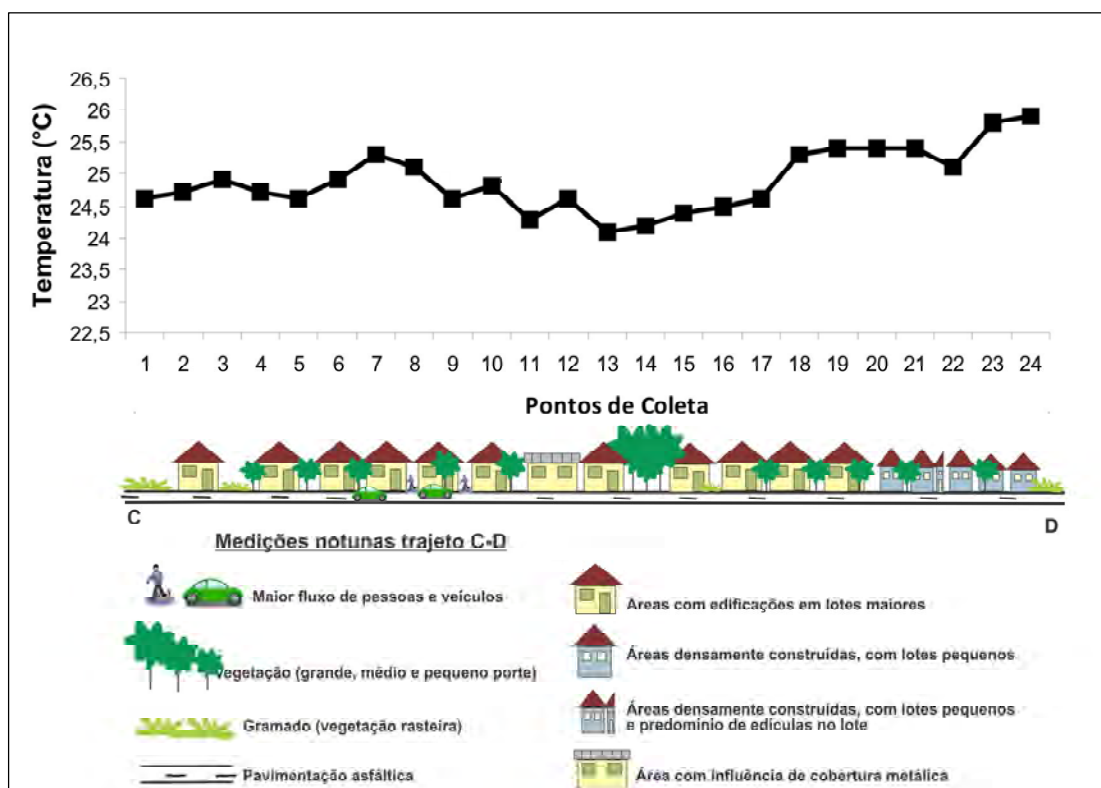 26,5
26
25,5
25
24,5
24
23,5
23
22,5
Temperatura (°C)
1 2 3 4 5 6 7 8 9 10 11 12 13 14 15 16 17 18 19 20 21 22 23 24
Pontos de Coleta
C D
Medições notunas trajeto C-D
Maior fluxo de pessoas e veículos
Vegetação (grande, médio e pequeno porte)
Gramado (vegetação rasteira)
Pavimentação asfáltica
Áreas com edificações em lotes maiores
Áreas densamente construídas, com lotes pequenos
Áreas densamente construídas, com lotes pequenos
e predomínio de edículas no lote
Área com influência de cobertura metálica